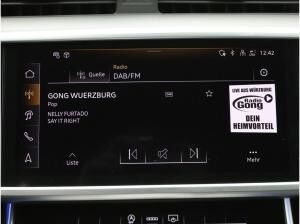 12:42
Radio
Quelle
DAB/FM
GONG WUERZBURG
Pop
NELLY FURTADO
SAY IT RIGHT
LIVE AUS WÜRZBURG
Radio
Gong
DEIN
HEIMVORTEIL
Liste
Mehr